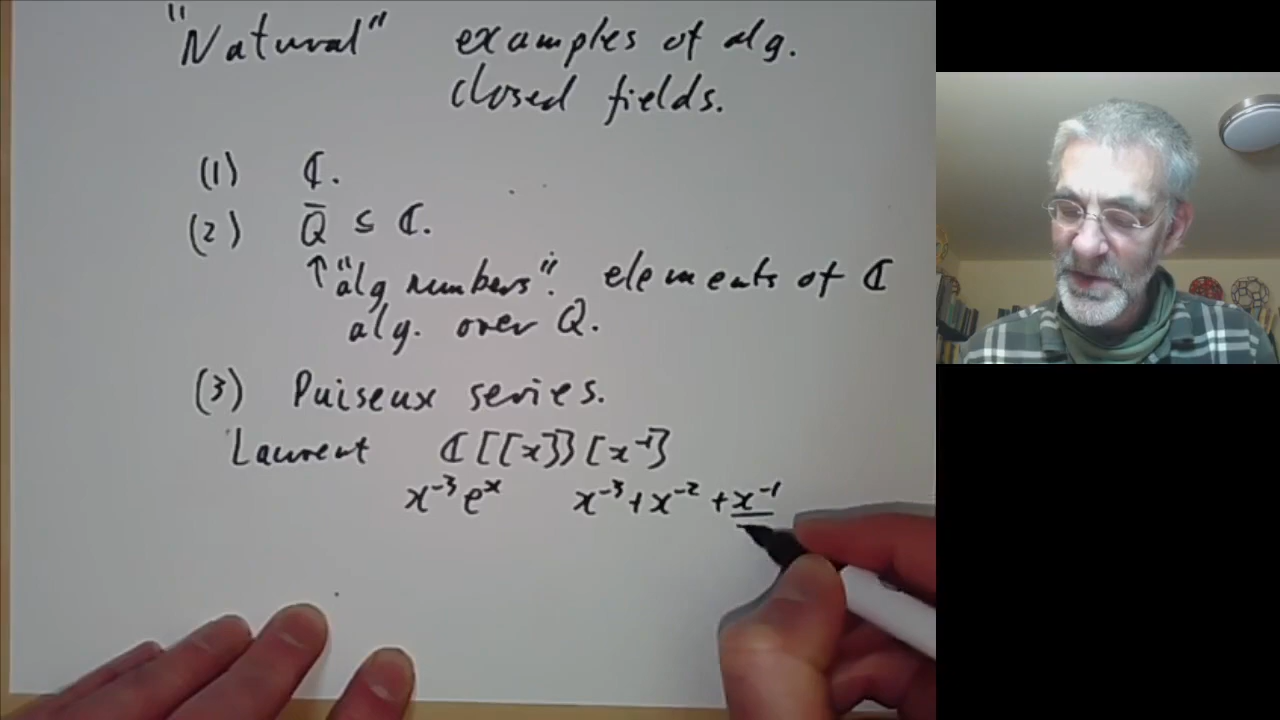 "Natural" examples of alg.
closed fields.
(1) ℂ.
(2) Q̄ ⊆ ℂ.
↑ "alg numbers": elements of ℂ
alg. over Q.
(3) Puiseux series.
Laurent ℂ[[x]][x⁻¹]
x⁻³eˣ x⁻³+x⁻²+x⁻¹